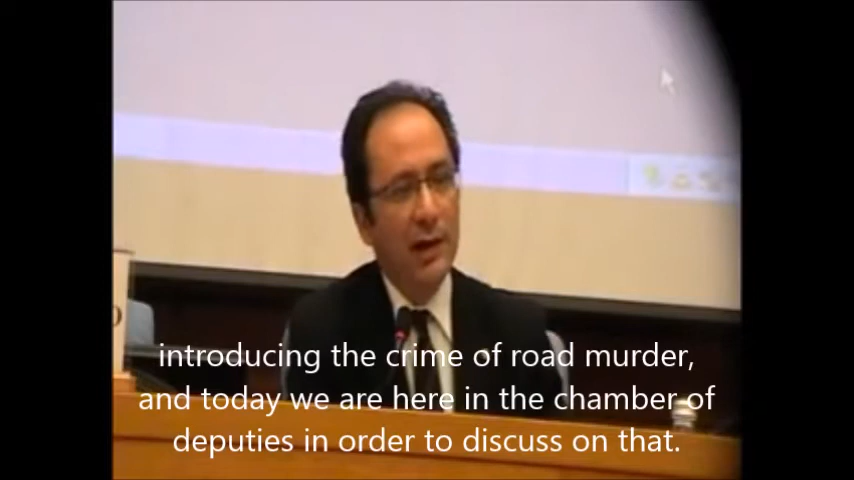 introducing the crime of road murder,
and today we are here in the chamber of
deputies in order to discuss on that.